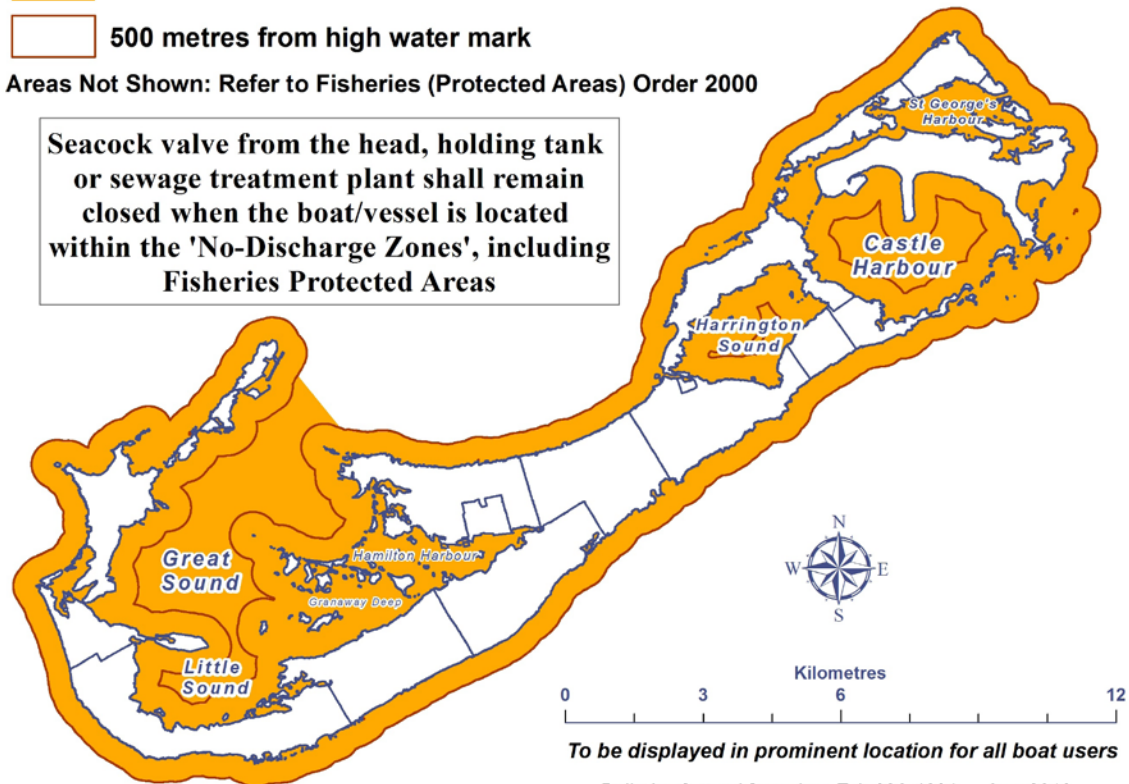 500 metres from high water mark
Areas Not Shown: Refer to Fisheries (Protected Areas) Order 2000
Seacock valve from the head, holding tank
or sewage treatment plant shall remain
closed when the boat/vessel is located
within the 'No-Discharge Zones', including
Fisheries Protected Areas
St George's
Harbour
Castle
Harbour
Harrington
Sound
Great
Sound
Hamilton Harbour
Granaway Deep
Little
Sound
N
W E
S
Kilometres
0 3 6 12
To be displayed in prominent location for all boat users